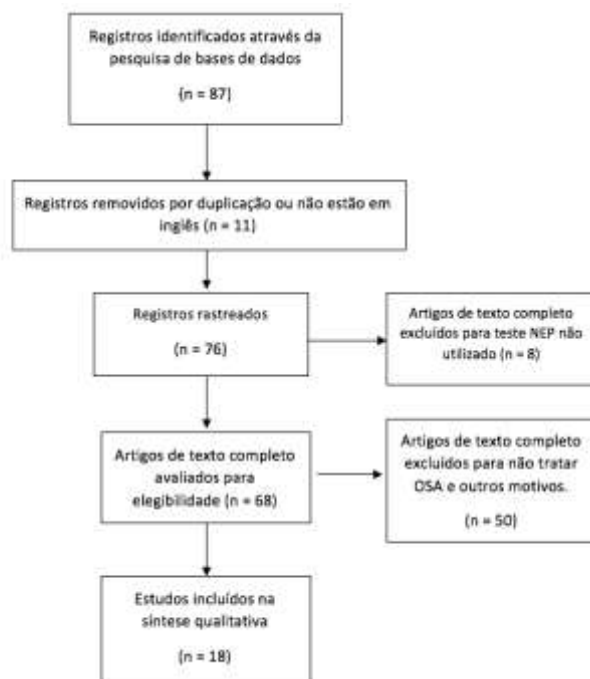 Registros identificados através da
pesquisa de bases de dados
(n = 87)
Registros removidos por duplicação ou não estão em
inglês (n = 11)
Registros rastreados
(n = 76)
Artigos de texto completo
excluídos para teste NEP não
utilizado (n = 8)
Artigos de texto completo
avaliados para
elegibilidade (n = 68)
Artigos de texto completo
excluídos para não tratar
OSA e outros motivos.
(n = 50)
Estudos incluídos na
síntese qualitativa
(n = 18)